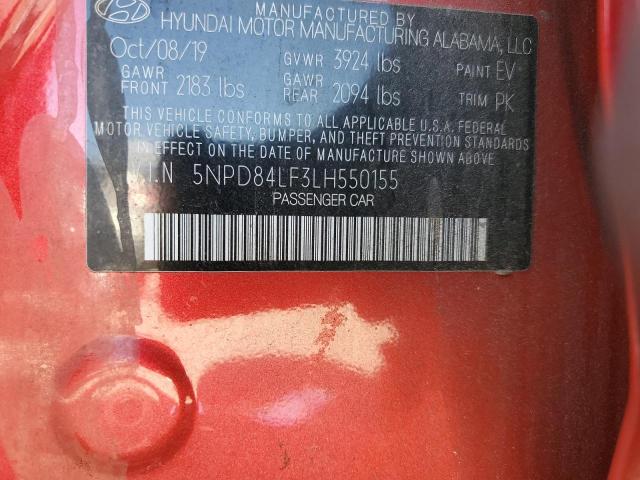 MANUFACTURED BY
HYUNDAI MOTOR MANUFACTURING ALABAMA, LLC
Oct/08/19 GVWR 3924 lbs PAINT EV
GAWR FRONT 2183 lbs GAWR REAR 2094 lbs TRIM PK
THIS VEHICLE CONFORMS TO ALL APPLICABLE U.S.A. FEDERAL
MOTOR VEHICLE SAFETY, BUMPER, AND THEFT PREVENTION
STANDARDS IN EFFECT ON THE DATE OF MANUFACTURE SHOWN ABOVE.
V.I.N 5NPD84LF3LH550155
PASSENGER CAR